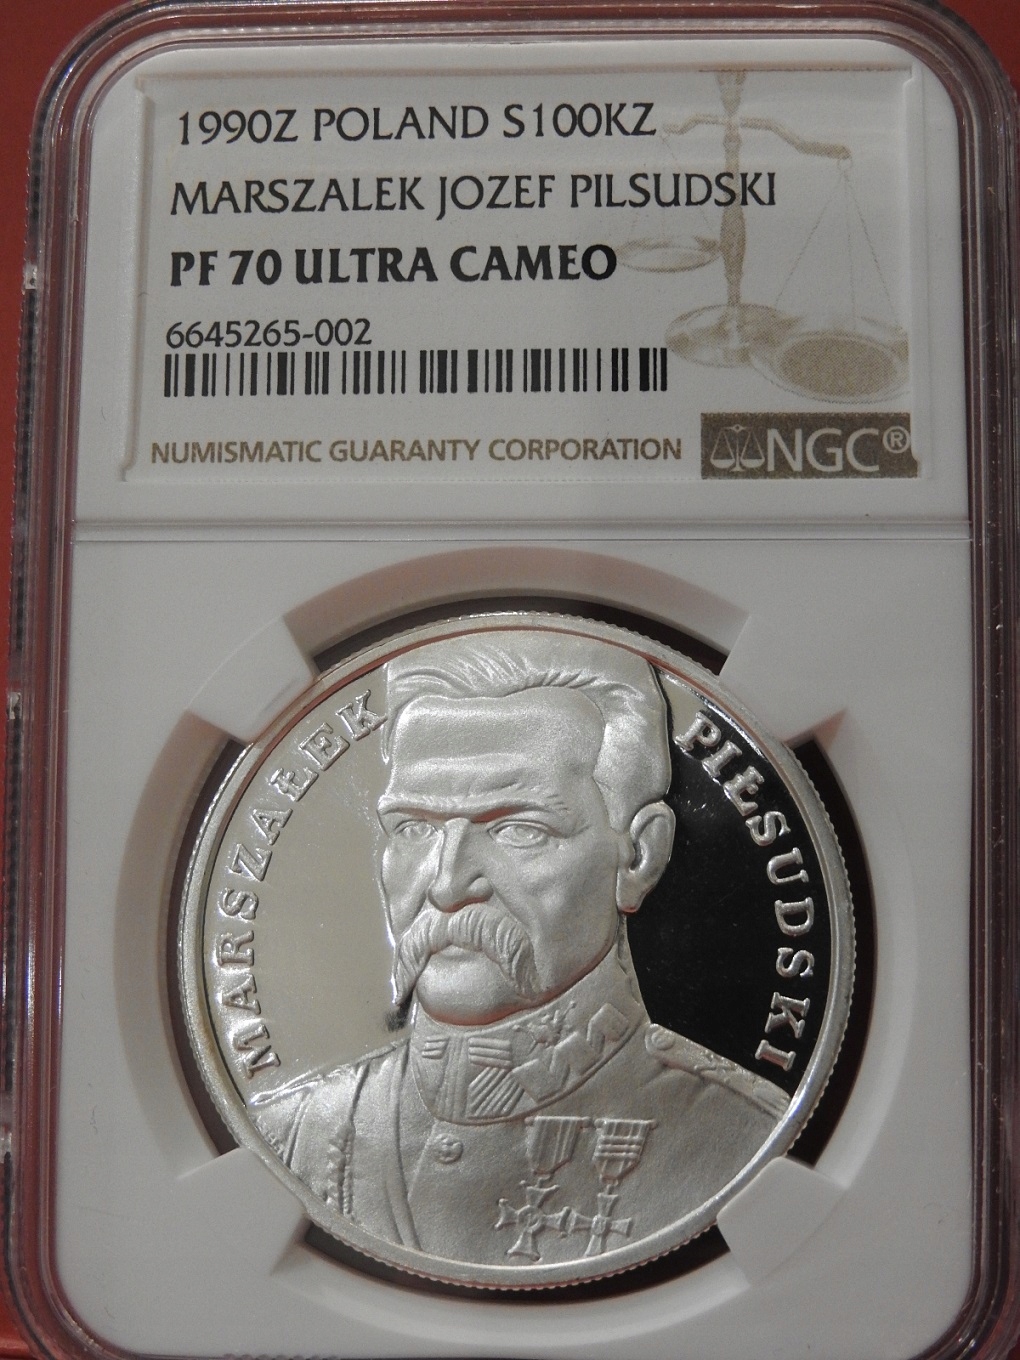 1990Z POLAND S100KZ
MARSZALEK JOZEF PILSUDSKI
PF 70 ULTRA CAMEO
6645265-002
NUMISMATIC GUARANTY CORPORATION
NGC®
MARSZAŁEK
PIŁSUDSKI